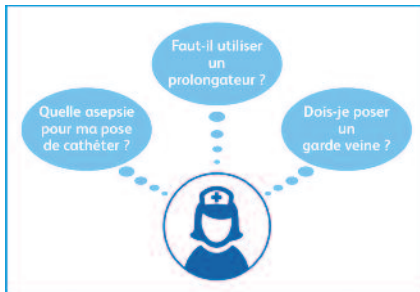 Faut-il utiliser
un
prolongateur ?
Quelle asepsie
pour ma pose
de cathéter ?
Dois-je poser
un
garde veine ?